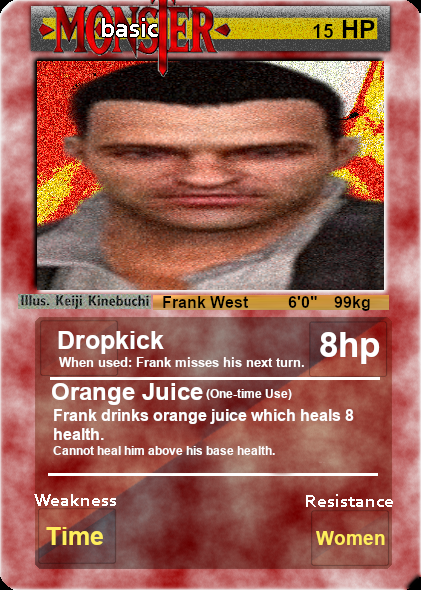 basic
MONSTER
15 HP
Illus. Keiji Kinebuchi
Frank West 6'0" 99kg
Dropkick
8hp
When used: Frank misses his next turn.
Orange Juice (One-time Use)
Frank drinks orange juice which heals 8
health.
Cannot heal him above his base health.
Weakness Resistance
Time Women